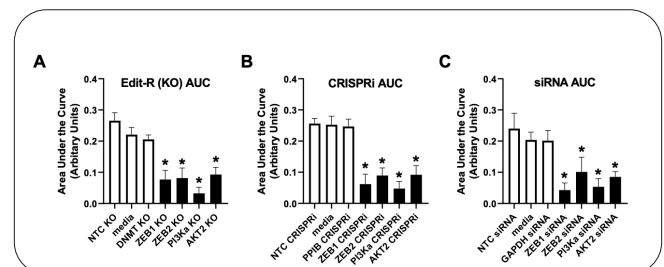 A
Edit-R (KO) AUC
Area Under the Curve
(Arbitary Units)
0.4
0.3
0.2
0.1
0.0
NTC KO
media
DNMT KO
ZEB1 KO
ZEB2 KO
PI3Ka KO
AKT2 KO
* * * *
B
CRISPRi AUC
Area Under the Curve
(Arbitary Units)
0.4
0.3
0.2
0.1
0.0
NTC CRISPRi
media
PPIB CRISPRi
ZEB1 CRISPRi
ZEB2 CRISPRi
PI3Ka CRISPRi
AKT2 CRISPRi
* * * *
C
siRNA AUC
Area Under the Curve
(Arbitary Units)
0.4
0.3
0.2
0.1
0.0
NTC siRNA
media
GAPDH siRNA
ZEB1 siRNA
ZEB2 siRNA
PI3Ka siRNA
AKT2 siRNA
* * * *